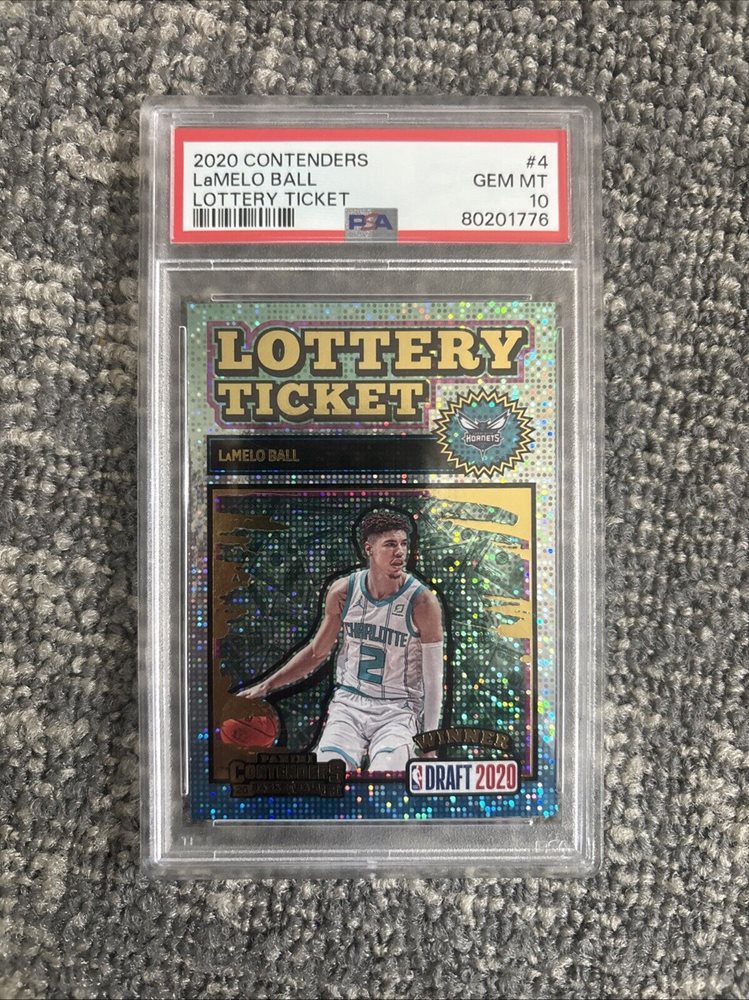 2020 CONTENDERS #4
LaMELO BALL GEM MT
LOTTERY TICKET 10
PSA 80201776
LOTTERY
TICKET
HORNETS
LAMELO BALL
CHARLOTTE
2
WINNER
PANINI
CONTENDERS
DRAFT 2020